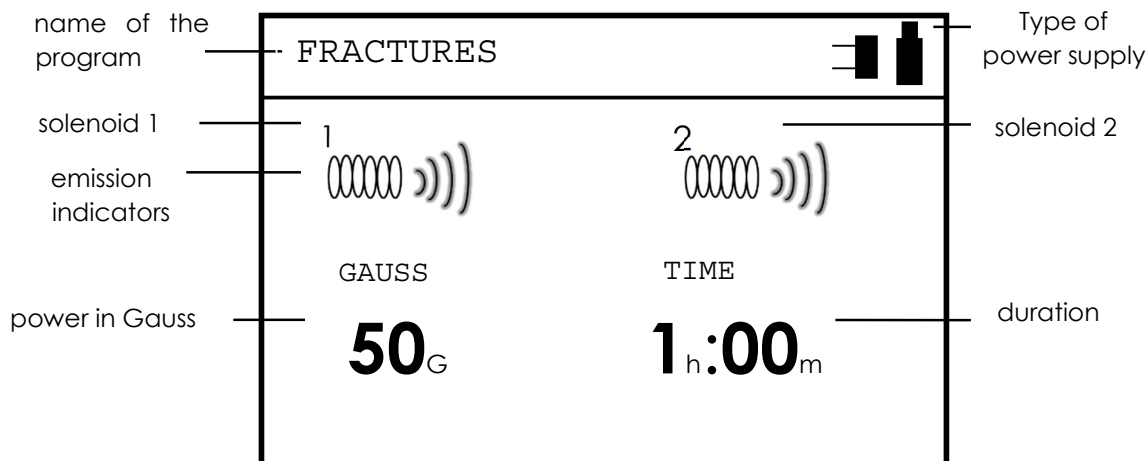 name of the
program
FRACTURES
Type of
power supply
solenoid 1
1
2
solenoid 2
emission
indicators
GAUSS
TIME
power in Gauss
50G
1h:00m
duration